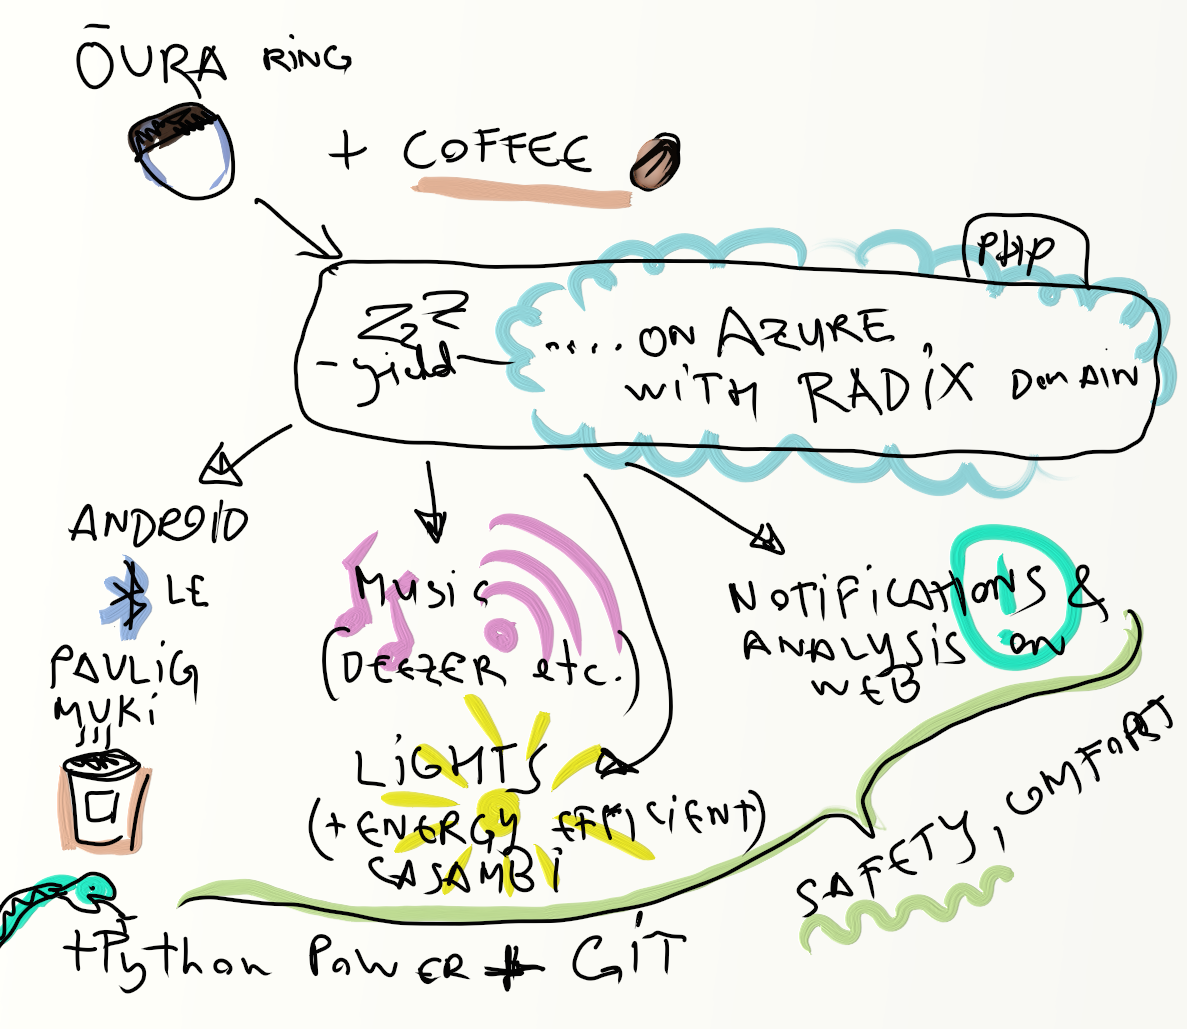 ŌURA RING
+ COFFEE
PHP
ZZZ
- yield - .... ON AZURE
WITH RADIX DOMAIN
ANDROID
LE
PAULIG
MUKI
MUSIC
(DEEZER etc.)
LIGHTS
(+ ENERGY EFFICIENT)
CASAMBI
NOTIFICATIONS &
ANALYSIS on
WEB
SAFETY, COMFORT
+Python POWER + GIT